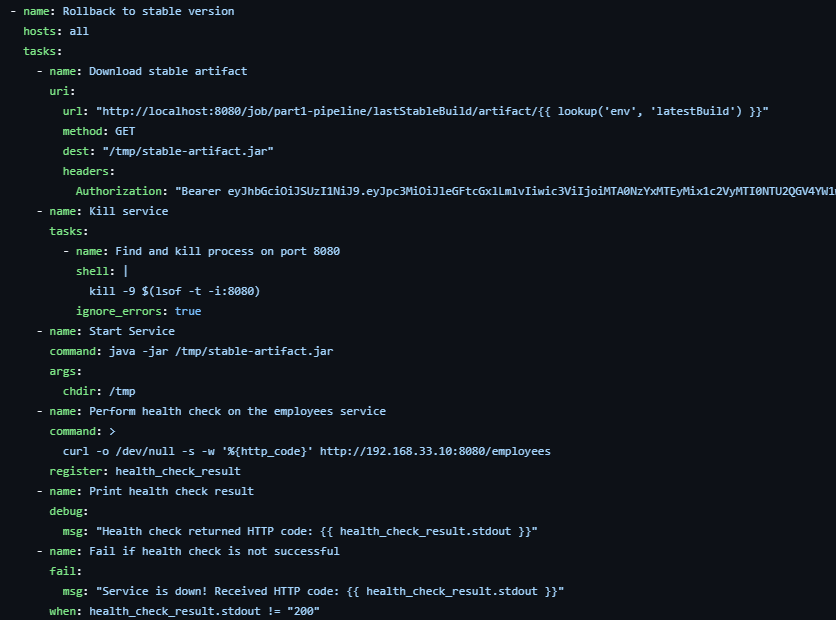 - name: Rollback to stable version
  hosts: all
  tasks:
    - name: Download stable artifact
      uri:
        url: "http://localhost:8080/job/part1-pipeline/lastStableBuild/artifact/{{ lookup('env', 'latestBuild') }}"
        method: GET
        dest: "/tmp/stable-artifact.jar"
        headers:
          Authorization: "Bearer
    - name: Kill service
      tasks:
        - name: Find and kill process on port 8080
          shell: |
            kill -9 $(lsof -t -i:8080)
          ignore_errors: true
    - name: Start Service
      command: java -jar /tmp/stable-artifact.jar
      args:
        chdir: /tmp
    - name: Perform health check on the employees service
      command: >
        curl -o /dev/null -s -w '%{http_code}' http://192.168.33.10:8080/employees
      register: health_check_result
    - name: Print health check result
      debug:
        msg: "Health check returned HTTP code: {{ health_check_result.stdout }}"
    - name: Fail if health check is not successful
      fail:
        msg: "Service is down! Received HTTP code: {{ health_check_result.stdout }}"
      when: health_check_result.stdout != "200"